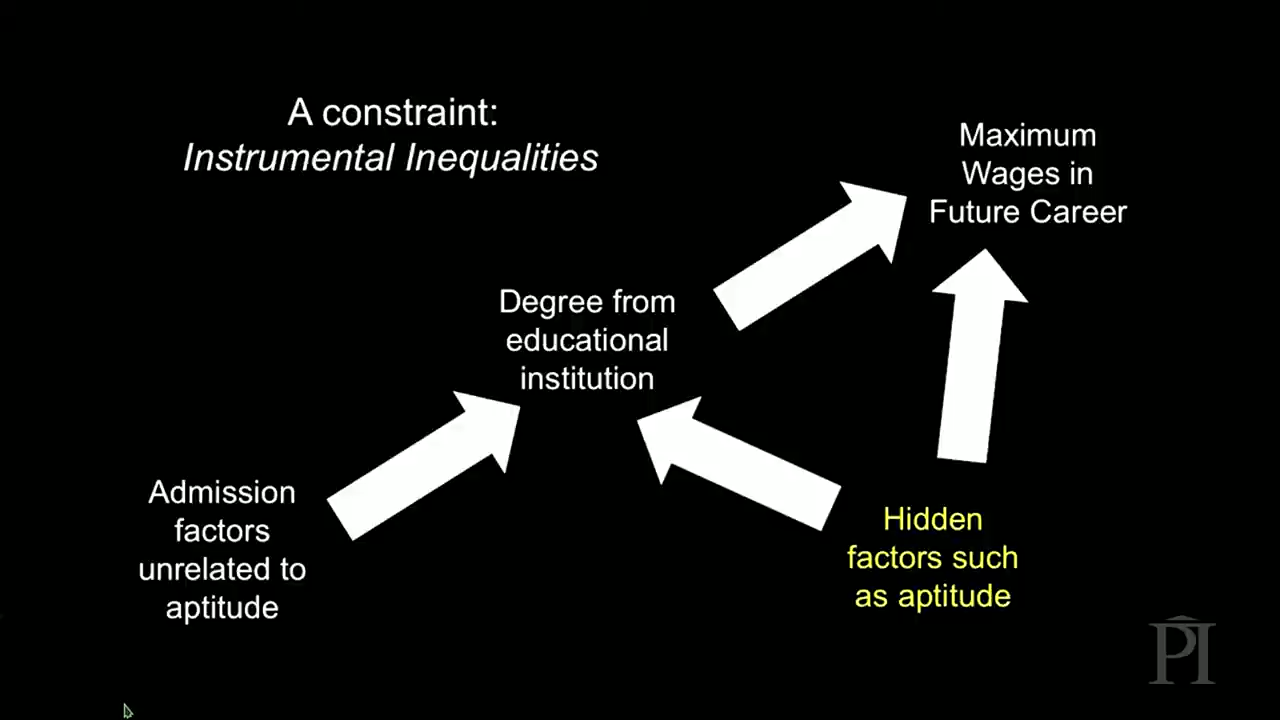 A constraint:
Instrumental Inequalities
Maximum
Wages in
Future Career
Degree from
educational
institution
Admission
factors
unrelated to
aptitude
Hidden
factors such
as aptitude
PI